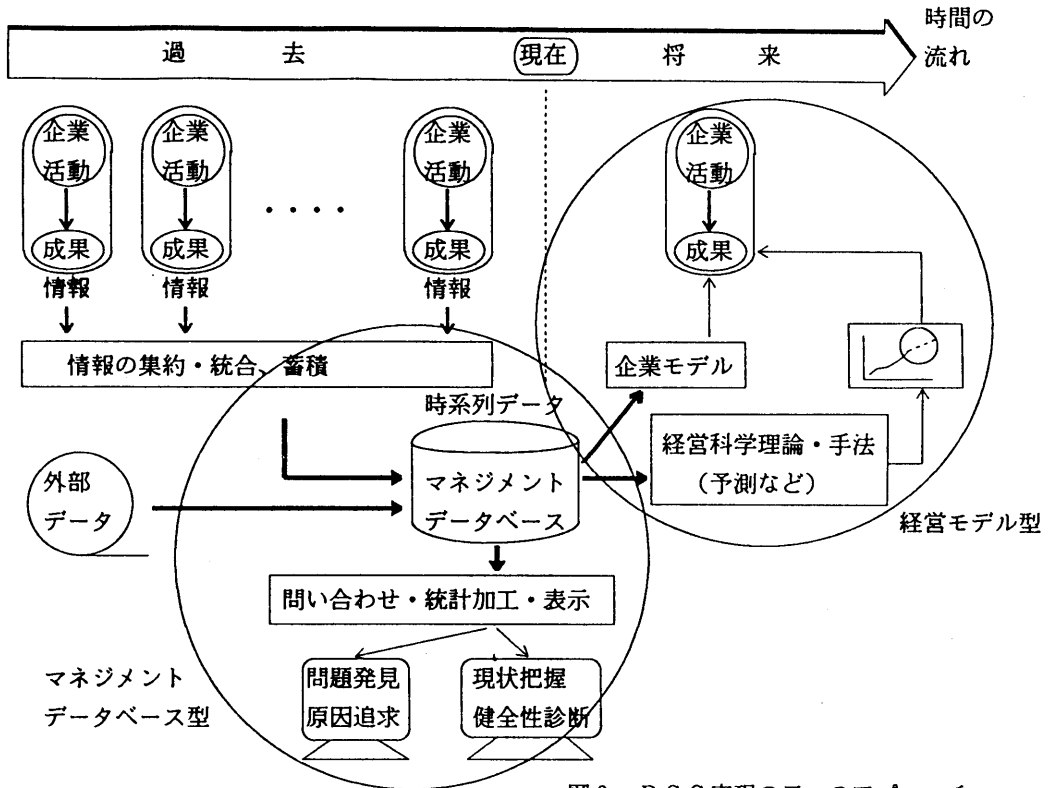 時間の
流れ
過去
現在
将来
企業
活動
成果
情報
企業
活動
成果
情報
・・・・
企業
活動
成果
情報
企業
活動
成果
情報の集約・統合、蓄積
企業モデル
時系列データ
マネジメント
データベース
経営科学理論・手法
(予測など)
外部
データ
経営モデル型
問い合わせ・統計加工・表示
マネジメント
データベース型
問題発見
原因追求
現状把握
健全性診断